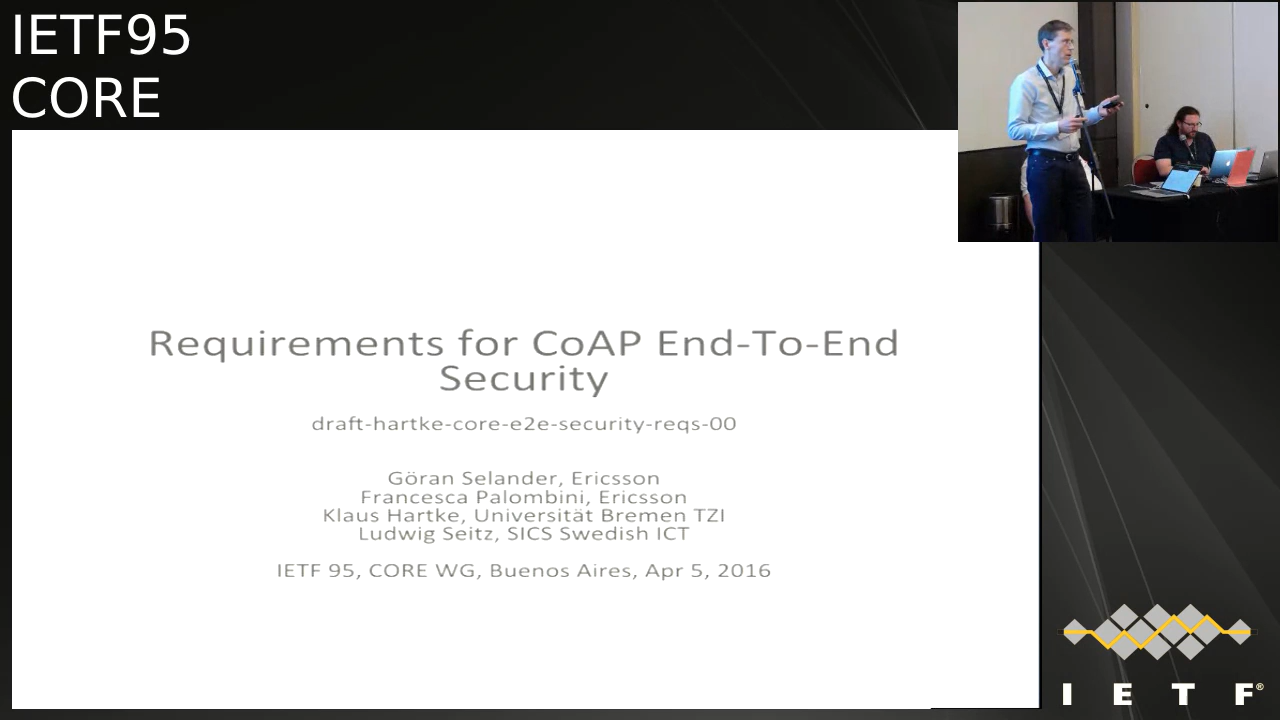 IETF95
CORE
Requirements for CoAP End-To-End
Security
draft-hartke-core-e2e-security-reqs-00
Göran Selander, Ericsson
Francesca Palombini, Ericsson
Klaus Hartke, Universität Bremen TZI
Ludwig Seitz, SICS Swedish ICT
IETF 95, CORE WG, Buenos Aires, Apr 5, 2016
I E T F®